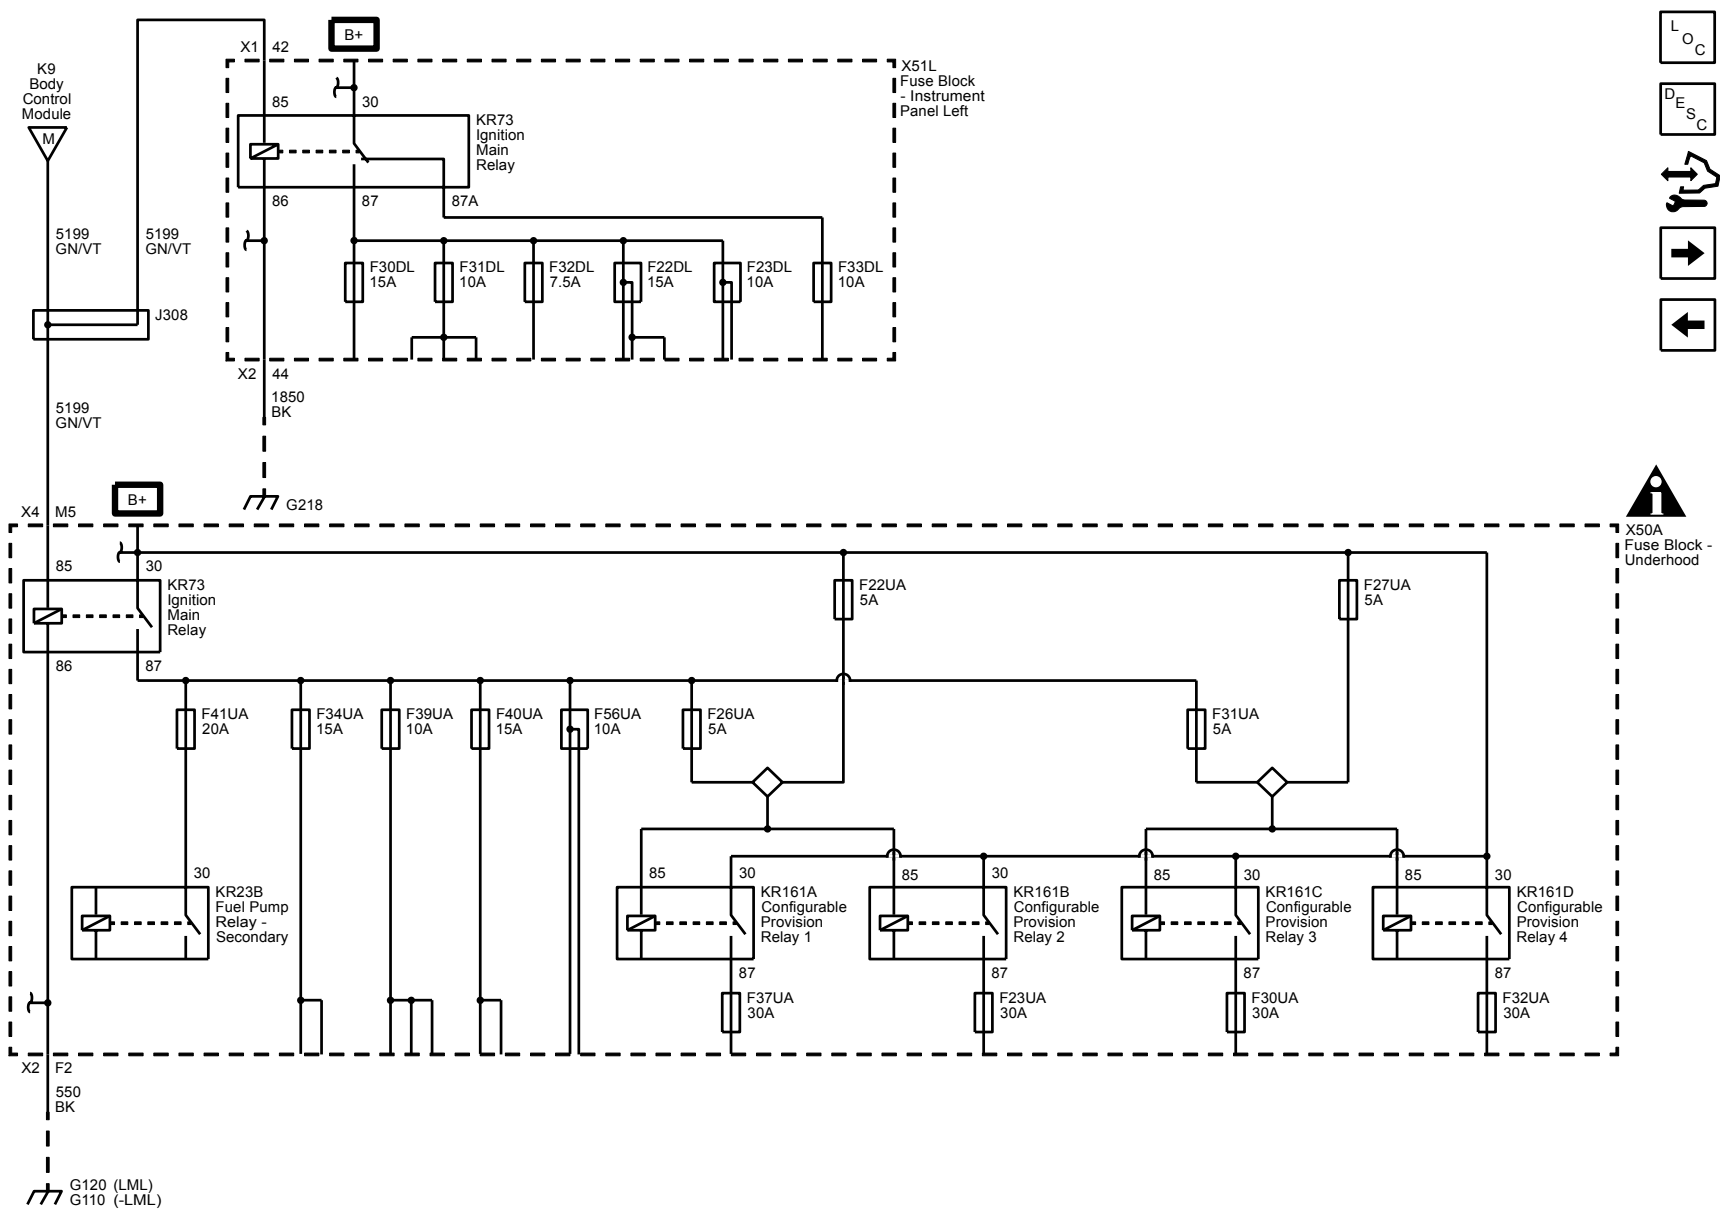 X1 42
B+
K9
Body
Control
Module
M
X51L
Fuse Block
- Instrument
Panel Left
85
30
KR73
Ignition
Main
Relay
86
87
87A
5199
GN/VT
5199
GN/VT
F30DL
15A
F31DL
10A
F32DL
7.5A
F22DL
15A
F23DL
10A
F33DL
10A
J308
X2 44
1850
BK
5199
GN/VT
G218
B+
X4 M5
X50A
Fuse Block -
Underhood
85
30
KR73
Ignition
Main
Relay
86
87
F22UA
5A
F27UA
5A
F41UA
20A
F34UA
15A
F39UA
10A
F40UA
15A
F56UA
10A
F26UA
5A
F31UA
5A
30
KR23B
Fuel Pump
Relay -
Secondary
85
30
KR161A
Configurable
Provision
Relay 1
87
F37UA
30A
85
30
KR161B
Configurable
Provision
Relay 2
87
F23UA
30A
85
30
KR161C
Configurable
Provision
Relay 3
87
F30UA
30A
85
30
KR161D
Configurable
Provision
Relay 4
87
F32UA
30A
X2 F2
550
BK
G120 (LML)
G110 (-LML)
LOC
DESC
i